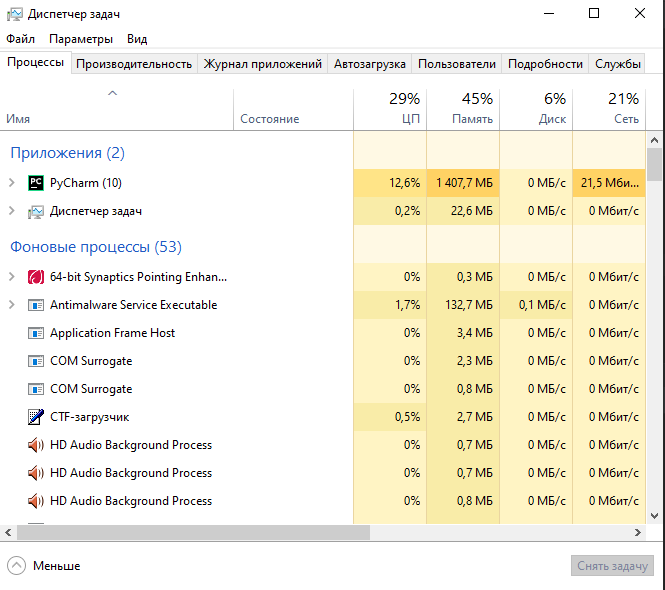 Диспетчер задач
Файл Параметры Вид
Процессы Производительность Журнал приложений Автозагрузка Пользователи Подробности Службы
29% 45% 6% 21%
Имя Состояние ЦП Память Диск Сеть
Приложения (2)
PC PyCharm (10) 12,6% 1 407,7 МБ 0 МБ/с 21,5 Мби...
Диспетчер задач 0,2% 22,6 МБ 0 МБ/с 0 Мбит/с
Фоновые процессы (53)
64-bit Synaptics Pointing Enhan... 0% 0,3 МБ 0 МБ/с 0 Мбит/с
Antimalware Service Executable 1,7% 132,7 МБ 0,1 МБ/с 0 Мбит/с
Application Frame Host 0% 3,4 МБ 0 МБ/с 0 Мбит/с
COM Surrogate 0% 2,3 МБ 0 МБ/с 0 Мбит/с
COM Surrogate 0% 0,8 МБ 0 МБ/с 0 Мбит/с
CTF-загрузчик 0,5% 2,7 МБ 0 МБ/с 0 Мбит/с
HD Audio Background Process 0% 0,7 МБ 0 МБ/с 0 Мбит/с
HD Audio Background Process 0% 0,7 МБ 0 МБ/с 0 Мбит/с
HD Audio Background Process 0% 0,8 МБ 0 МБ/с 0 Мбит/с
Меньше Снять задачу